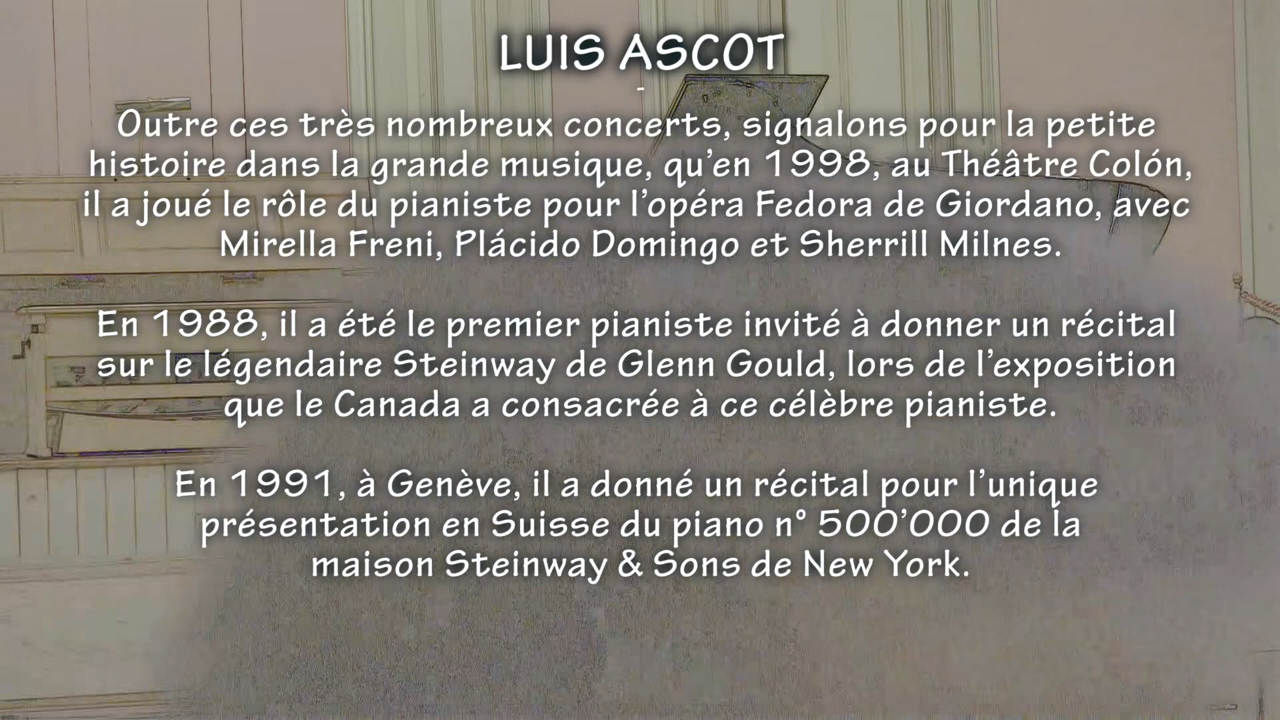 LUIS ASCOT
-
Outre ces très nombreux concerts, signalons pour la petite
histoire dans la grande musique, qu’en 1998, au Théâtre Colón,
il a joué le rôle du pianiste pour l’opéra Fedora de Giordano, avec
Mirella Freni, Plácido Domingo et Sherrill Milnes.
En 1988, il a été le premier pianiste invité à donner un récital
sur le légendaire Steinway de Glenn Gould, lors de l’exposition
que le Canada a consacrée à ce célèbre pianiste.
En 1991, à Genève, il a donné un récital pour l’unique
présentation en Suisse du piano n° 500’000 de la
maison Steinway & Sons de New York.